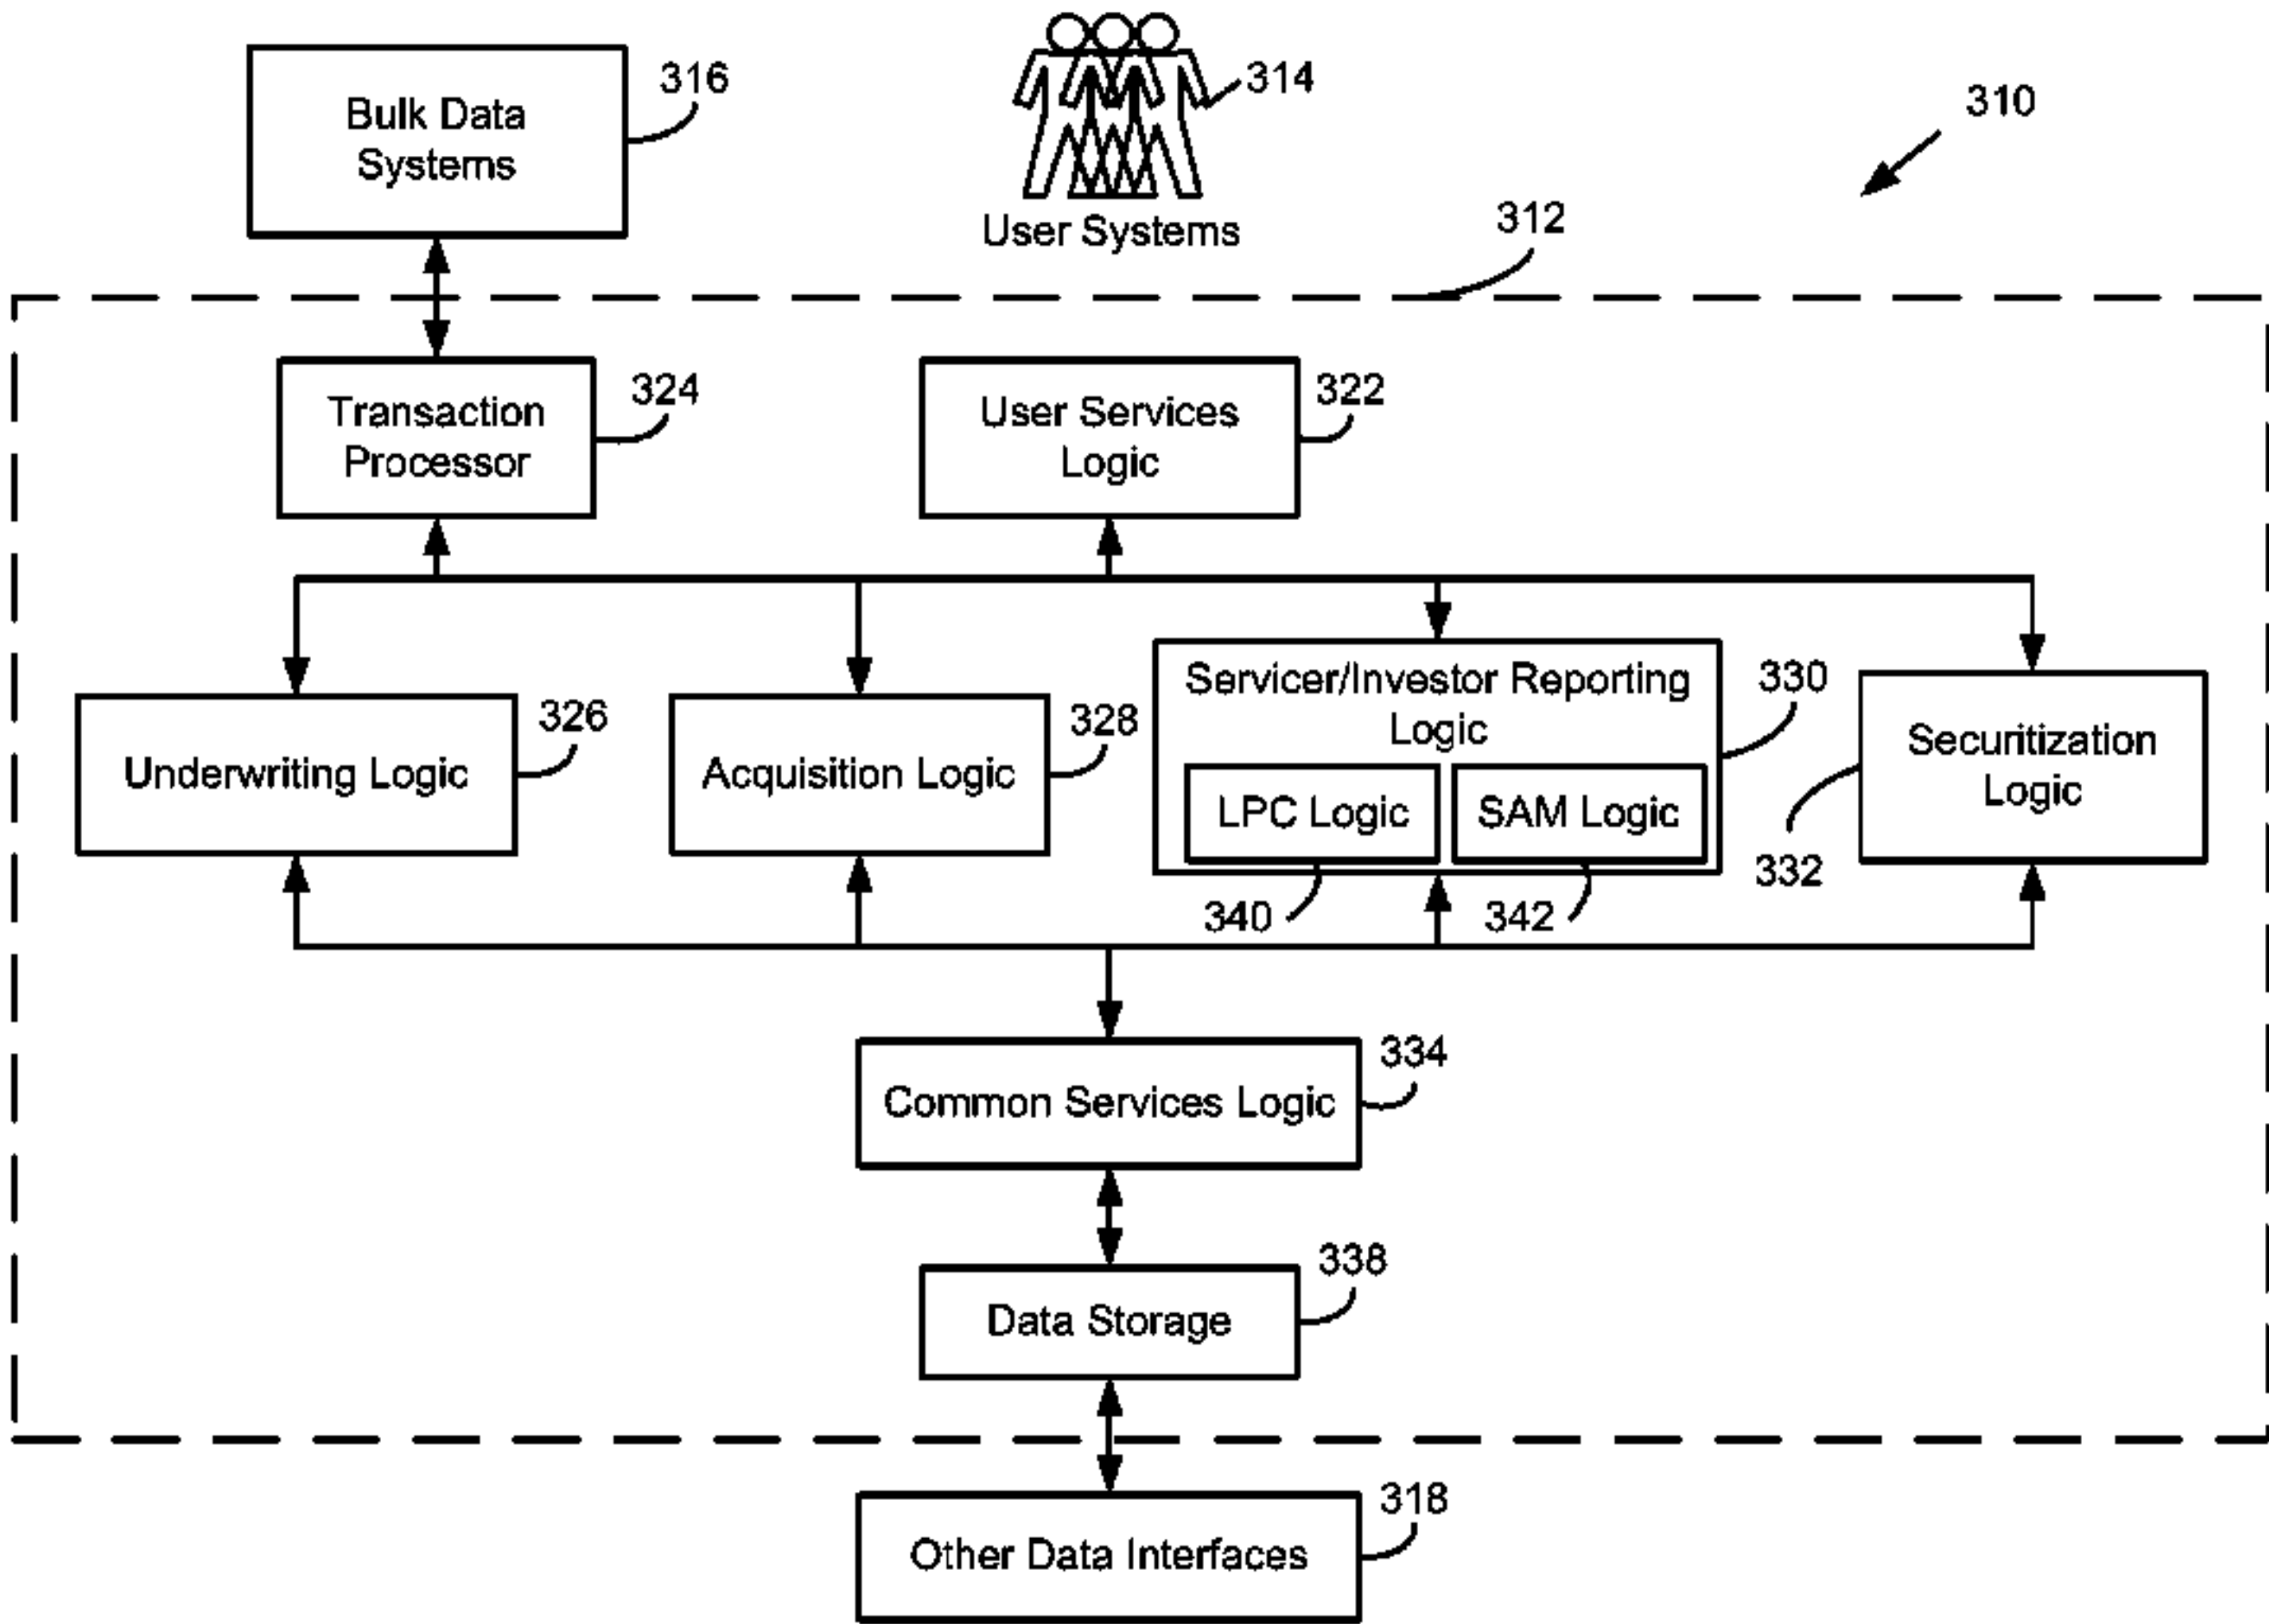 316
314
310
Bulk Data
Systems
User Systems
312
324
322
Transaction
Processor
User Services
Logic
326
328
330
Underwriting Logic
Acquisition Logic
Servicer/Investor Reporting
Logic
LPC Logic
SAM Logic
340
342
Securitization
Logic
332
334
Common Services Logic
338
Data Storage
318
Other Data Interfaces